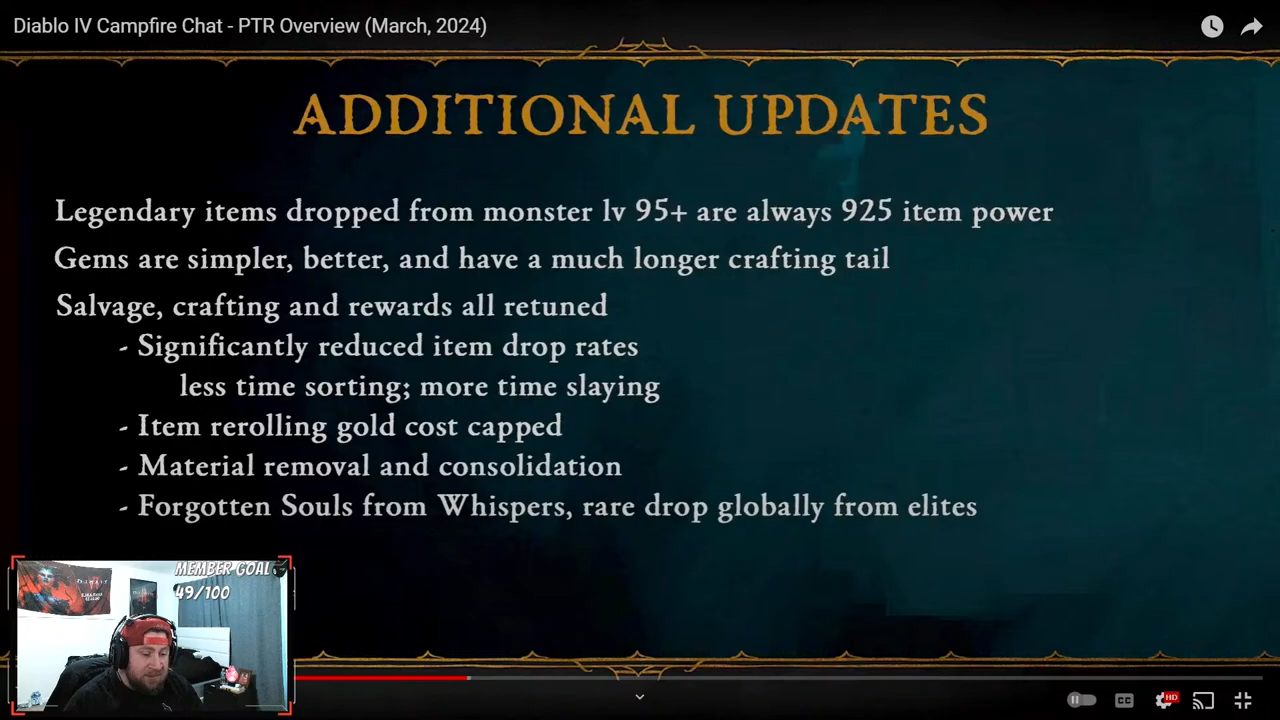 Diablo IV Campfire Chat - PTR Overview (March, 2024)
ADDITIONAL UPDATES
Legendary items dropped from monster lv 95+ are always 925 item power
Gems are simpler, better, and have a much longer crafting tail
Salvage, crafting and rewards all retuned
- Significantly reduced item drop rates
less time sorting; more time slaying
- Item rerolling gold cost capped
- Material removal and consolidation
- Forgotten Souls from Whispers, rare drop globally from elites
MEMBER GOAL
49/100
CC
HD